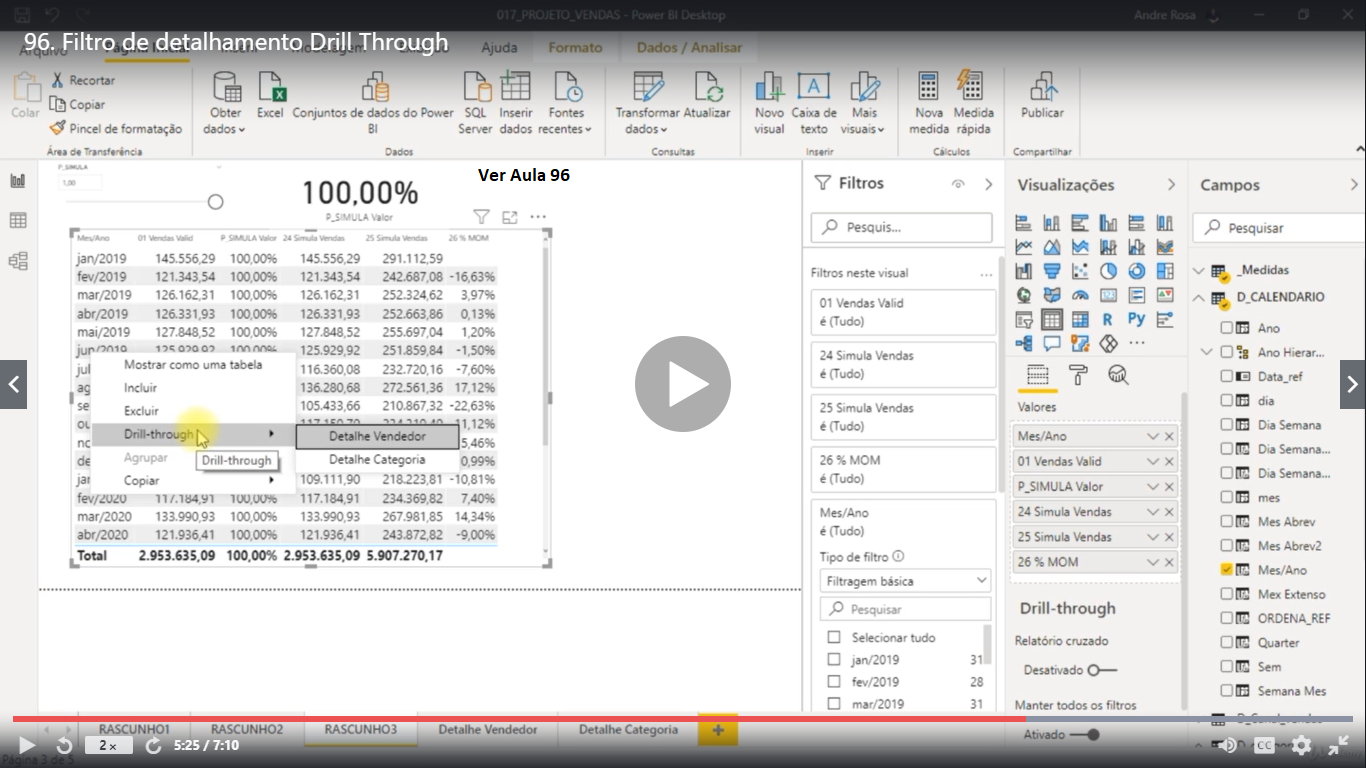 017_PROJETO_VENDAS - Power BI Desktop
Andre Rosa
96. Filtro de detalhamento Drill Through
Arquivo
Ajuda
Formato
Dados / Analisar
Colar
Recortar
Copiar
Pincel de formatação
Área de Transferência
Obter dados
Excel
Conjuntos de dados do Power BI
SQL Server
Inserir dados
Fontes recentes
Dados
Transformar dados
Atualizar
Consultas
Novo visual
Caixa de texto
Mais visuais
Inserir
Nova medida
Medida rápida
Cálculos
Publicar
Compartilhar
P_SIMULA
1,00
100,00%
P_SIMULA Valor
Ver Aula 96
Mes/Ano 01 Vendas Valid P_SIMULA Valor 24 Simula Vendas 25 Simula Vendas 26 % MOM
jan/2019 145.556,29 100,00% 145.556,29 291.112,59
fev/2019 121.343,54 100,00% 121.343,54 242.687,08 -16,63%
mar/2019 126.162,31 100,00% 126.162,31 252.324,62 3,97%
abr/2019 126.331,93 100,00% 126.331,93 252.663,86 0,13%
mai/2019 127.848,52 100,00% 127.848,52 255.697,04 1,20%
jun/2019 125.929,92 100,00% 125.929,92 251.859,84 -1,50%
116.360,08 232.720,16 -7,60%
136.280,68 272.561,36 17,12%
105.433,66 210.867,32 -22,63%
11,12%
5,46%
0,99%
109.111,90 218.223,81 -10,81%
fev/2020 117.184,91 100,00% 117.184,91 234.369,82 7,40%
mar/2020 133.990,93 100,00% 133.990,93 267.981,85 14,34%
abr/2020 121.936,41 100,00% 121.936,41 243.872,82 -9,00%
Total 2.953.635,09 100,00% 2.953.635,09 5.907.270,17
Mostrar como uma tabela
Incluir
Excluir
Drill-through
Agrupar
Copiar
Drill-through
Detalhe Vendedor
Detalhe Categoria
Filtros
Pesquis...
Filtros neste visual
01 Vendas Valid
é (Tudo)
24 Simula Vendas
é (Tudo)
25 Simula Vendas
é (Tudo)
26 % MOM
é (Tudo)
Mes/Ano
é (Tudo)
Tipo de filtro
Filtragem básica
Pesquisar
Selecionar tudo
jan/2019 31
fev/2019 28
mar/2019 31
Visualizações
R Py
Valores
Mes/Ano
01 Vendas Valid
P_SIMULA Valor
24 Simula Vendas
25 Simula Vendas
26 % MOM
Drill-through
Relatório cruzado
Desativado
Manter todos os filtros
Ativado
Campos
Pesquisar
_Medidas
D_CALENDARIO
Ano
Ano Hierar...
Data_ref
dia
Dia Semana
Dia Semana...
Dia Semana...
mes
Mes Abrev
Mes Abrev2
Mes/Ano
Mex Extenso
ORDENA_REF
Quarter
Sem
Semana Mes
RASCUNHO1
RASCUNHO2
RASCUNHO3
Detalhe Vendedor
Detalhe Categoria
2 x
5:25 / 7:10
CC
Página 3 de 5